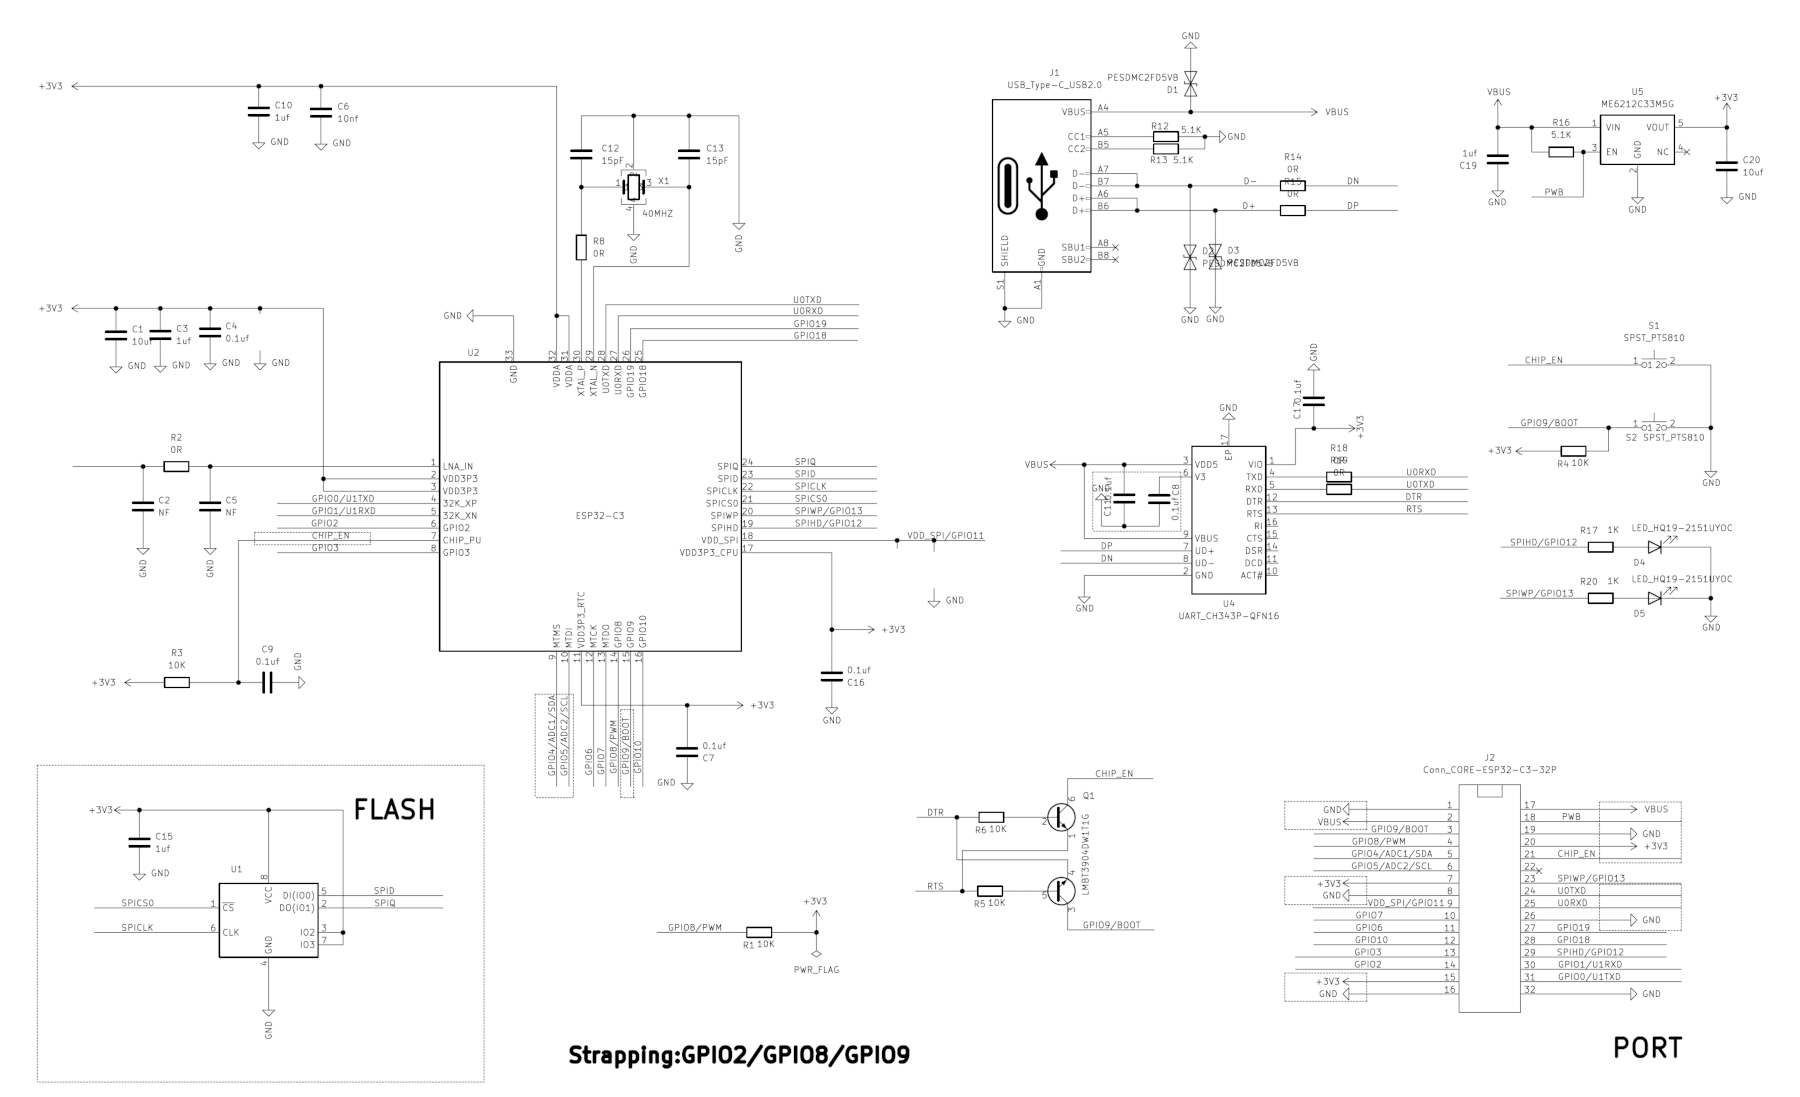 +3V3
C10
1uf
GND
C6
10nf
GND
C12
15pF
C13
15pF
X1
1
2
3
4
40MHZ
GND
GND
R8
0R
+3V3
C1
10uf
GND
C3
1uf
GND
C4
0.1uf
GND
GND
GND
U0TXD
U0RXD
GPIO19
GPIO18
U2
33
32
31
30
29
28
27
26
25
GND
VDDA
VDDA
XTAL_P
XTAL_N
U0TXD
U0RXD
GPIO19
GPIO18
R2
0R
C2
NF
GND
C5
NF
GND
GPIO0/U1TXD
GPIO1/U1RXD
GPIO2
CHIP_EN
GPIO3
1 LNA_IN
2 VDD3P3
3 VDD3P3
4 32K_XP
5 32K_XN
6 GPIO2
7 CHIP_PU
8 GPIO3
ESP32-C3
SPIQ 24 SPIQ
SPID 23 SPID
SPICLK 22 SPICLK
SPICS0 21 SPICS0
SPIWP 20 SPIWP/GPIO13
SPIHD 19 SPIHD/GPIO12
VDD_SPI 18 VDD_SPI/GPIO11
VDD3P3_CPU 17
GND
+3V3
0.1uf
C16
GND
MTMS
MTDI
VDD3P3_RTC
MTCK
MTDO
GPIO8
GPIO9
GPIO10
9
10
11
12
13
14
15
16
GPIO4/ADC1/SDA
GPIO5/ADC2/SCL
GPIO6
GPIO7
GPIO8/PWM
GPIO9/BOOT
GPIO10
+3V3
0.1uf
C7
GND
+3V3
R3
10K
C9
0.1uf
GND
FLASH
+3V3
C15
1uf
GND
U1
8
VCC
SPICS0 1 CS
SPICLK 6 CLK
DI(IO0) 5 SPID
DO(IO1) 2 SPIQ
IO2 3
IO3 7
GND
4
GND
GPIO8/PWM
R1 10K
+3V3
PWR_FLAG
Strapping:GPIO2/GPIO8/GPIO9
J1
USB_Type-C_USB2.0
VBUS A4
CC1 A5
CC2 B5
D- A7
D- B7
D+ A6
D+ B6
SBU1 A8
SBU2 B8
SHIELD
GND
S1
A1
GND
GND
PESDMC2FD5VB
D1
VBUS
R12 5.1K
R13 5.1K
GND
R14
0R
R15
0R
D-
D+
DN
DP
D2
PESDMC2FD5VB
D3
PESDMC2FD5VB
GND
GND
VBUS
1uf
C19
GND
R16
5.1K
PWB
U5
ME6212C33M5G
1 VIN
3 EN
VOUT 5
NC 4
GND
2
GND
+3V3
C20
10uf
GND
S1
SPST_PTS810
CHIP_EN
1 1 2 2
GPIO9/BOOT
1 1 2 2
S2 SPST_PTS810
+3V3
R4 10K
GND
GND
C17
0.1uf
+3V3
GND
17
EP
VBUS
GND
C11
0.1uf
0.1uf
C8
3 VDD5
6 V3
9 VBUS
7 UD+
8 UD-
2 GND
DP
DN
GND
VIO 1
TXD 4
RXD 5
DTR 12
RTS 13
RI 16
CTS 15
DSR 14
DCD 11
ACT# 10
R18
0R
R19
0R
U0RXD
U0TXD
DTR
RTS
U4
UART_CH343P-QFN16
SPIHD/GPIO12
R17 1K
LED_HQ19-2151UYOC
D4
SPIWP/GPIO13
R20 1K
LED_HQ19-2151UYOC
D5
GND
DTR
R6 10K
RTS
R5 10K
CHIP_EN
Q1
6
2
1
4
5
3
LMBT3904DW1T1G
GPIO9/BOOT
J2
Conn_CORE-ESP32-C3-32P
GND 1
VBUS 2
GPIO9/BOOT 3
GPIO8/PWM 4
GPIO4/ADC1/SDA 5
GPIO5/ADC2/SCL 6
+3V3 7
GND 8
VDD_SPI/GPIO11 9
GPIO7 10
GPIO6 11
GPIO10 12
GPIO3 13
GPIO2 14
+3V3 15
GND 16
17 VBUS
18 PWB
19 GND
20 +3V3
21 CHIP_EN
22
23 SPIWP/GPIO13
24 U0TXD
25 U0RXD
26 GND
27 GPIO19
28 GPIO18
29 SPIHD/GPIO12
30 GPIO1/U1RXD
31 GPIO0/U1TXD
32 GND
PORT